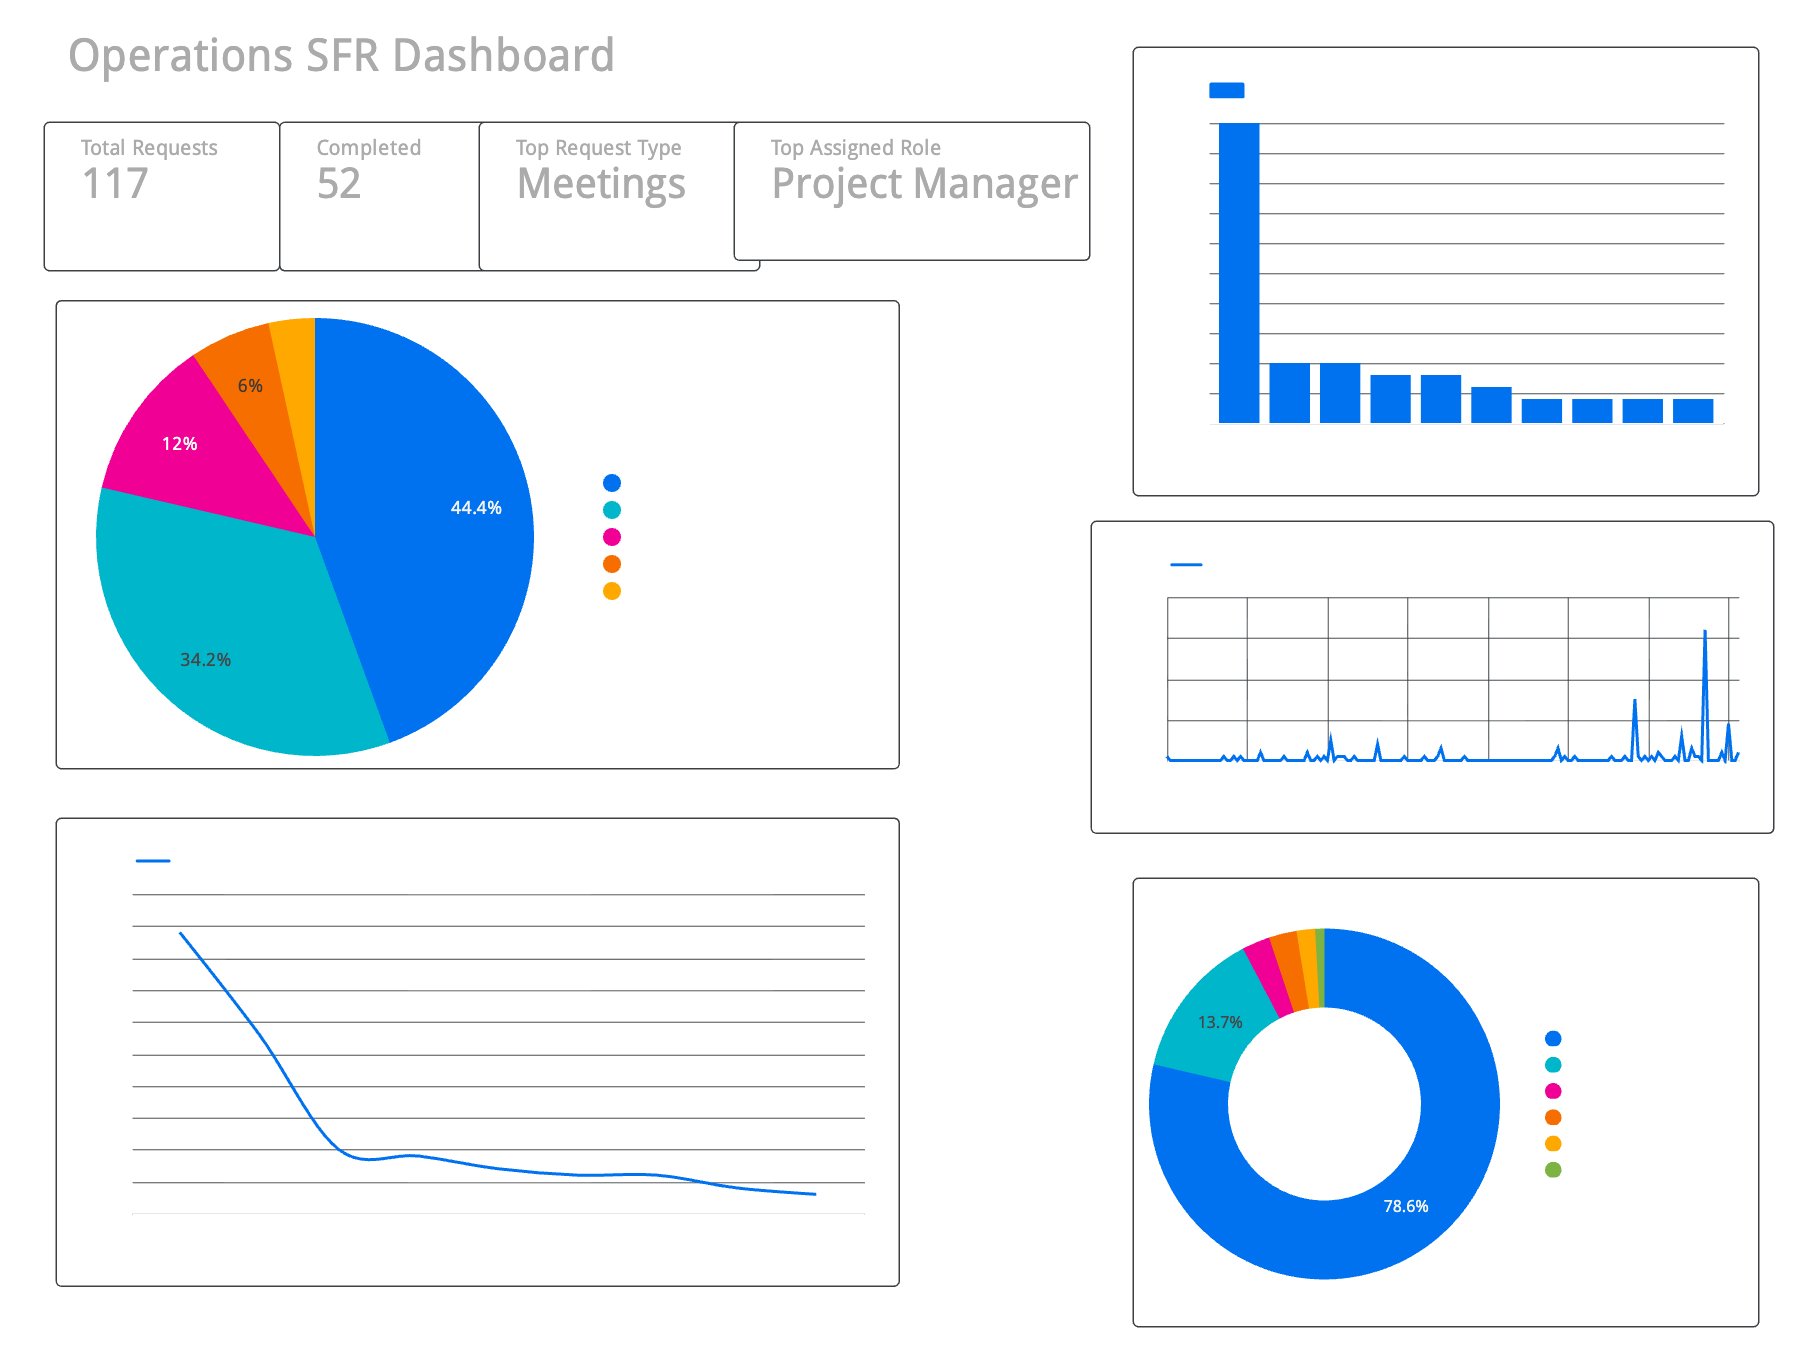 Operations SFR Dashboard
Total Requests
117
Completed
52
Top Request Type
Meetings
Top Assigned Role
Project Manager
6%
12%
44.4%
34.2%
13.7%
78.6%